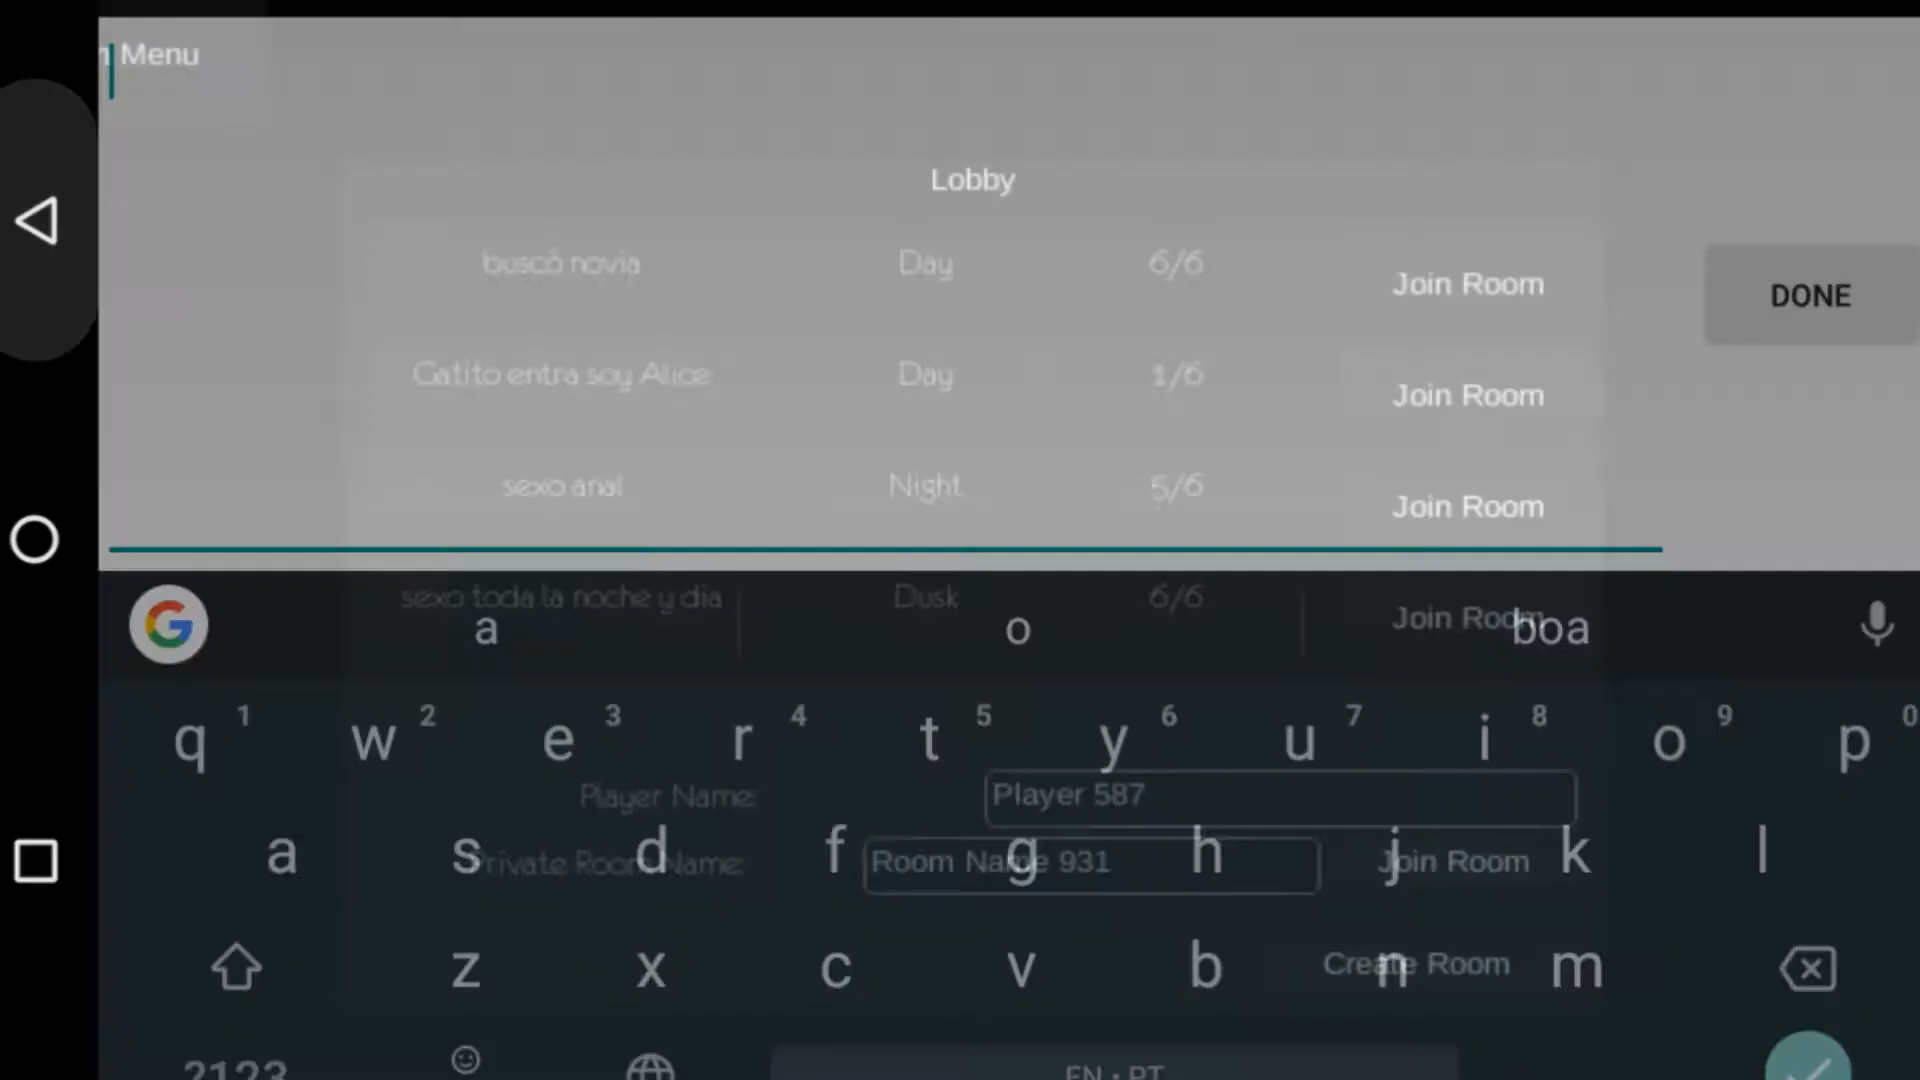 n Menu
Lobby
buscò novia Day 6/6 Join Room
DONE
Gatito entra soy Alice Day 1/6 Join Room
sexo anal Night 5/6 Join Room
sexo toda la noche y dia Dusk 6/6 Join Room
a o boa
q 1 w 2 e 3 r 4 t 5 y 6 u 7 i 8 o 9 p 0
Player Name: Player 587
a s d f g h j k l
Private Room Name: Room Name 931 Join Room
Create Room
z x c v b n m
?123 EN • PT